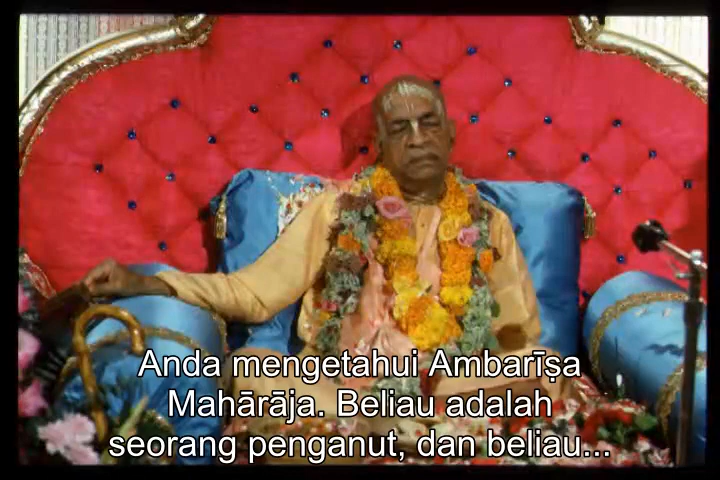 Anda mengetahui Ambarīṣa
Mahārāja. Beliau adalah
seorang penganut, dan beliau...